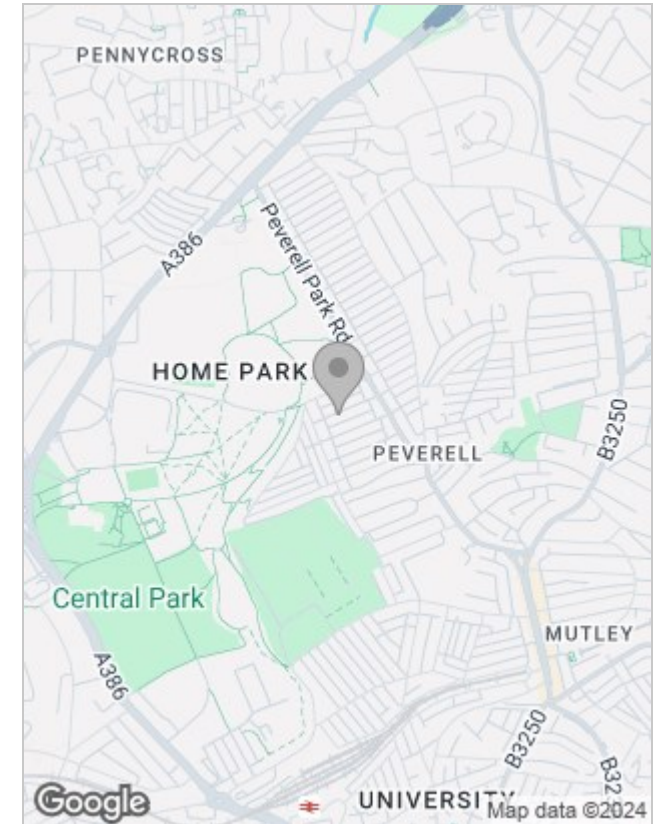 PENNYCROSS
A386
Peverell Park Rd
HOME PARK
B3250
PEVERELL
Central Park
MUTLEY
A386
B3250
UNIVERSITY
Google
Map data ©2024